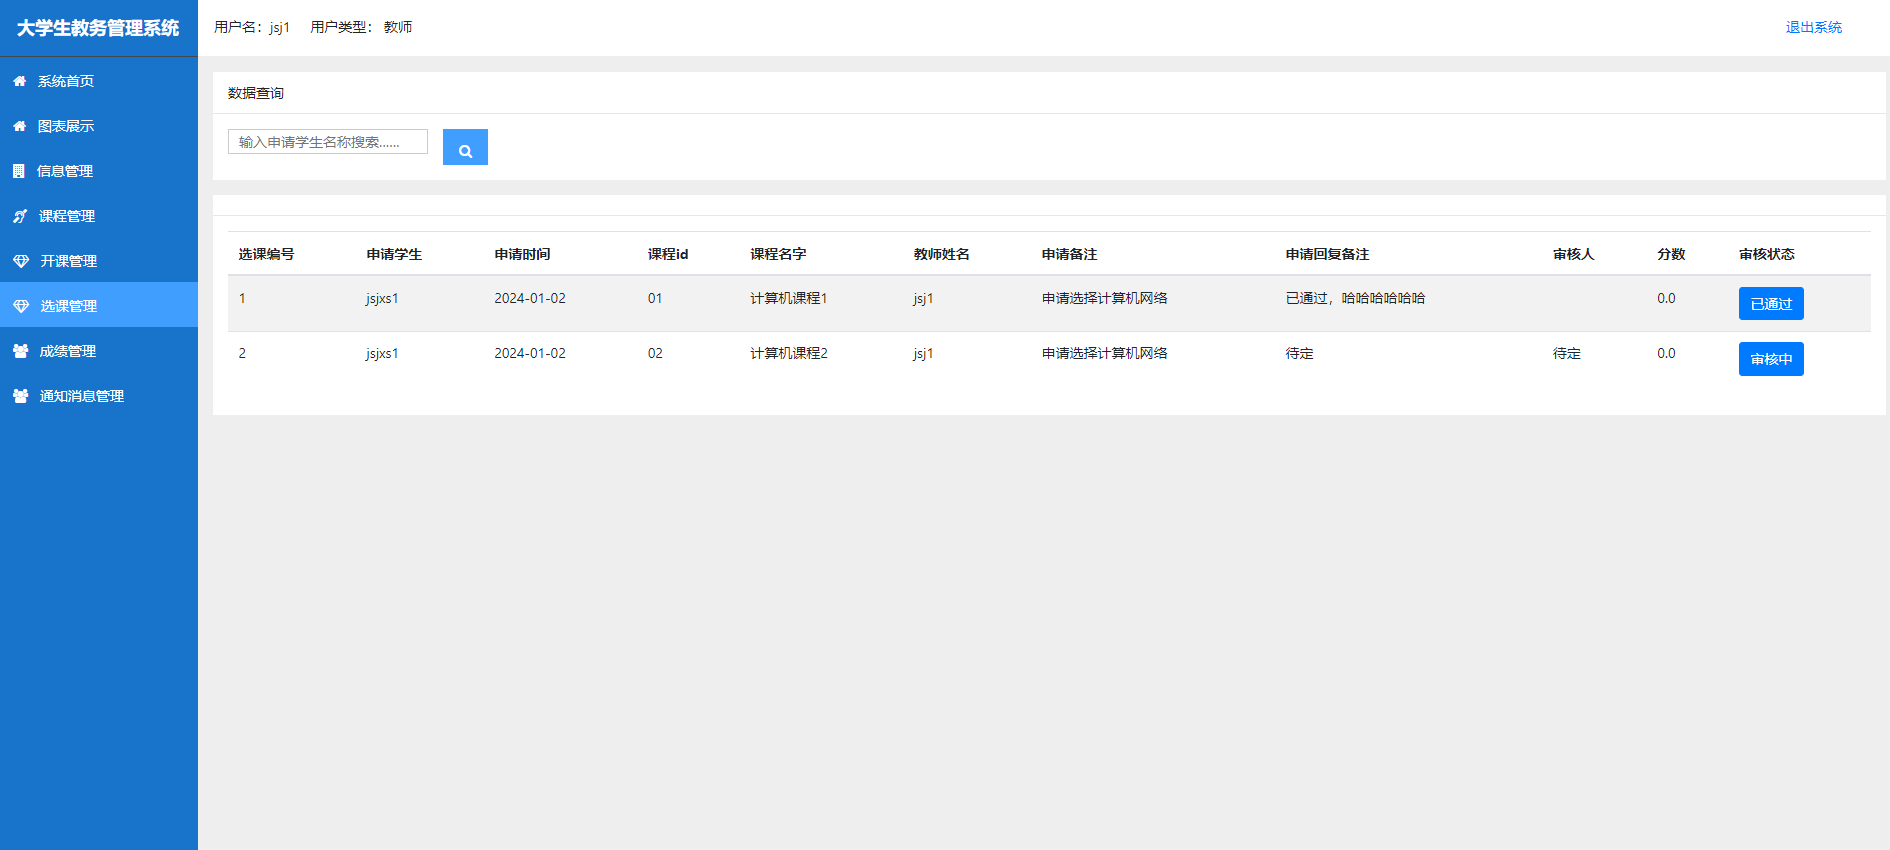 大学生教务管理系统
用户名：jsj1 用户类型： 教师
退出系统
系统首页
图表展示
信息管理
课程管理
开课管理
选课管理
成绩管理
通知消息管理
数据查询
输入申请学生名称搜索......
选课编号 申请学生 申请时间 课程id 课程名字 教师姓名 申请备注 申请回复备注 审核人 分数 审核状态
1 jsjxs1 2024-01-02 01 计算机课程1 jsj1 申请选择计算机网络 已通过，哈哈哈哈哈哈 0.0 已通过
2 jsjxs1 2024-01-02 02 计算机课程2 jsj1 申请选择计算机网络 待定 待定 0.0 审核中